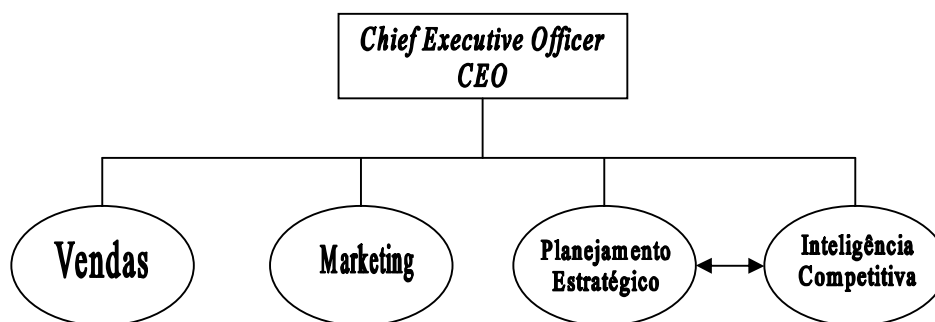 Chief Executive Officer
CEO
Vendas
Marketing
Planejamento
Estratégico
Inteligência
Competitiva